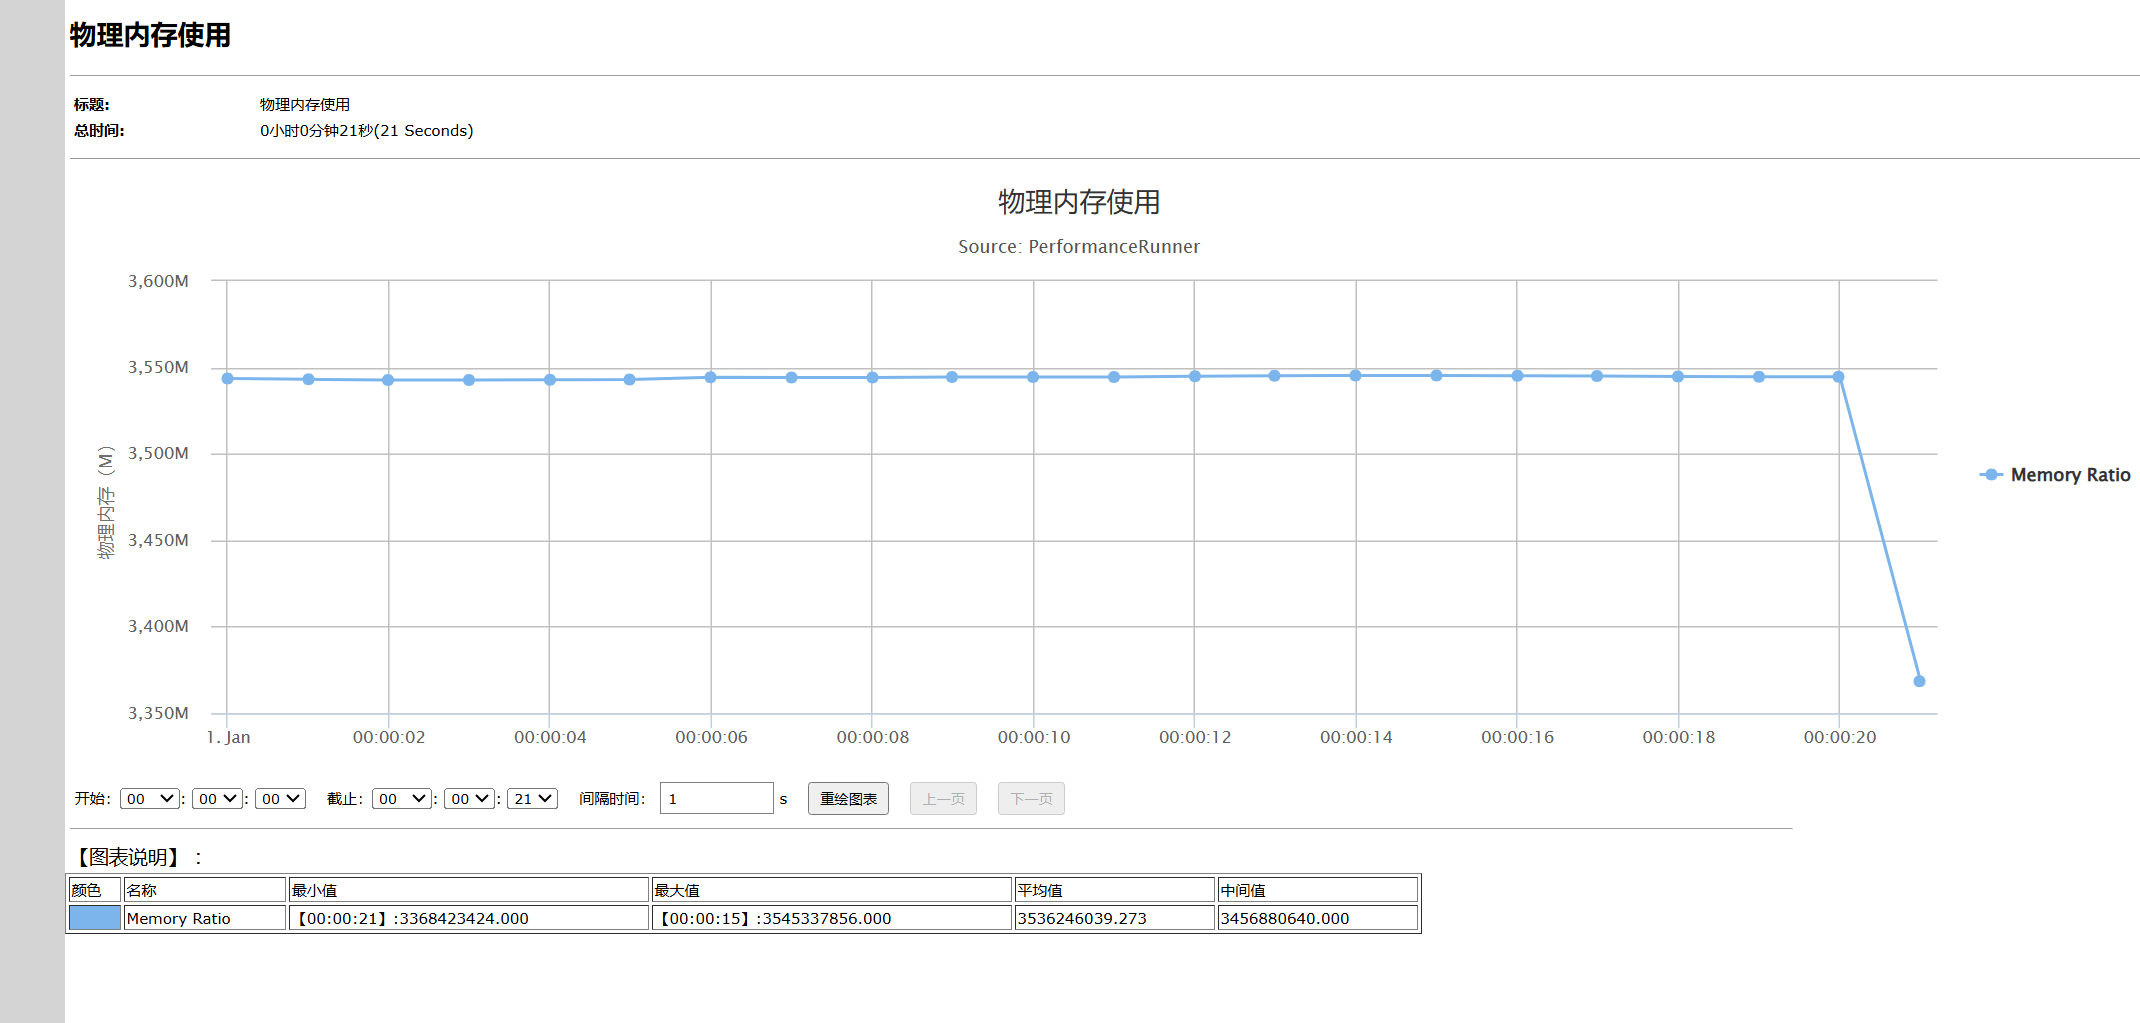 物理内存使用
标题: 物理内存使用
总时间: 0小时0分钟21秒(21 Seconds)
物理内存使用
Source: PerformanceRunner
3,600M
3,550M
3,500M
3,450M
3,400M
3,350M
物理内存（M）
Memory Ratio
1. Jan 00:00:02 00:00:04 00:00:06 00:00:08 00:00:10 00:00:12 00:00:14 00:00:16 00:00:18 00:00:20
开始: 00 : 00 : 00 截止: 00 : 00 : 21 间隔时间: 1 s 重绘图表 上一页 下一页
【图表说明】：
颜色 名称 最小值 最大值 平均值 中间值
Memory Ratio 【00:00:21】:3368423424.000 【00:00:15】:3545337856.000 3536246039.273 3456880640.000